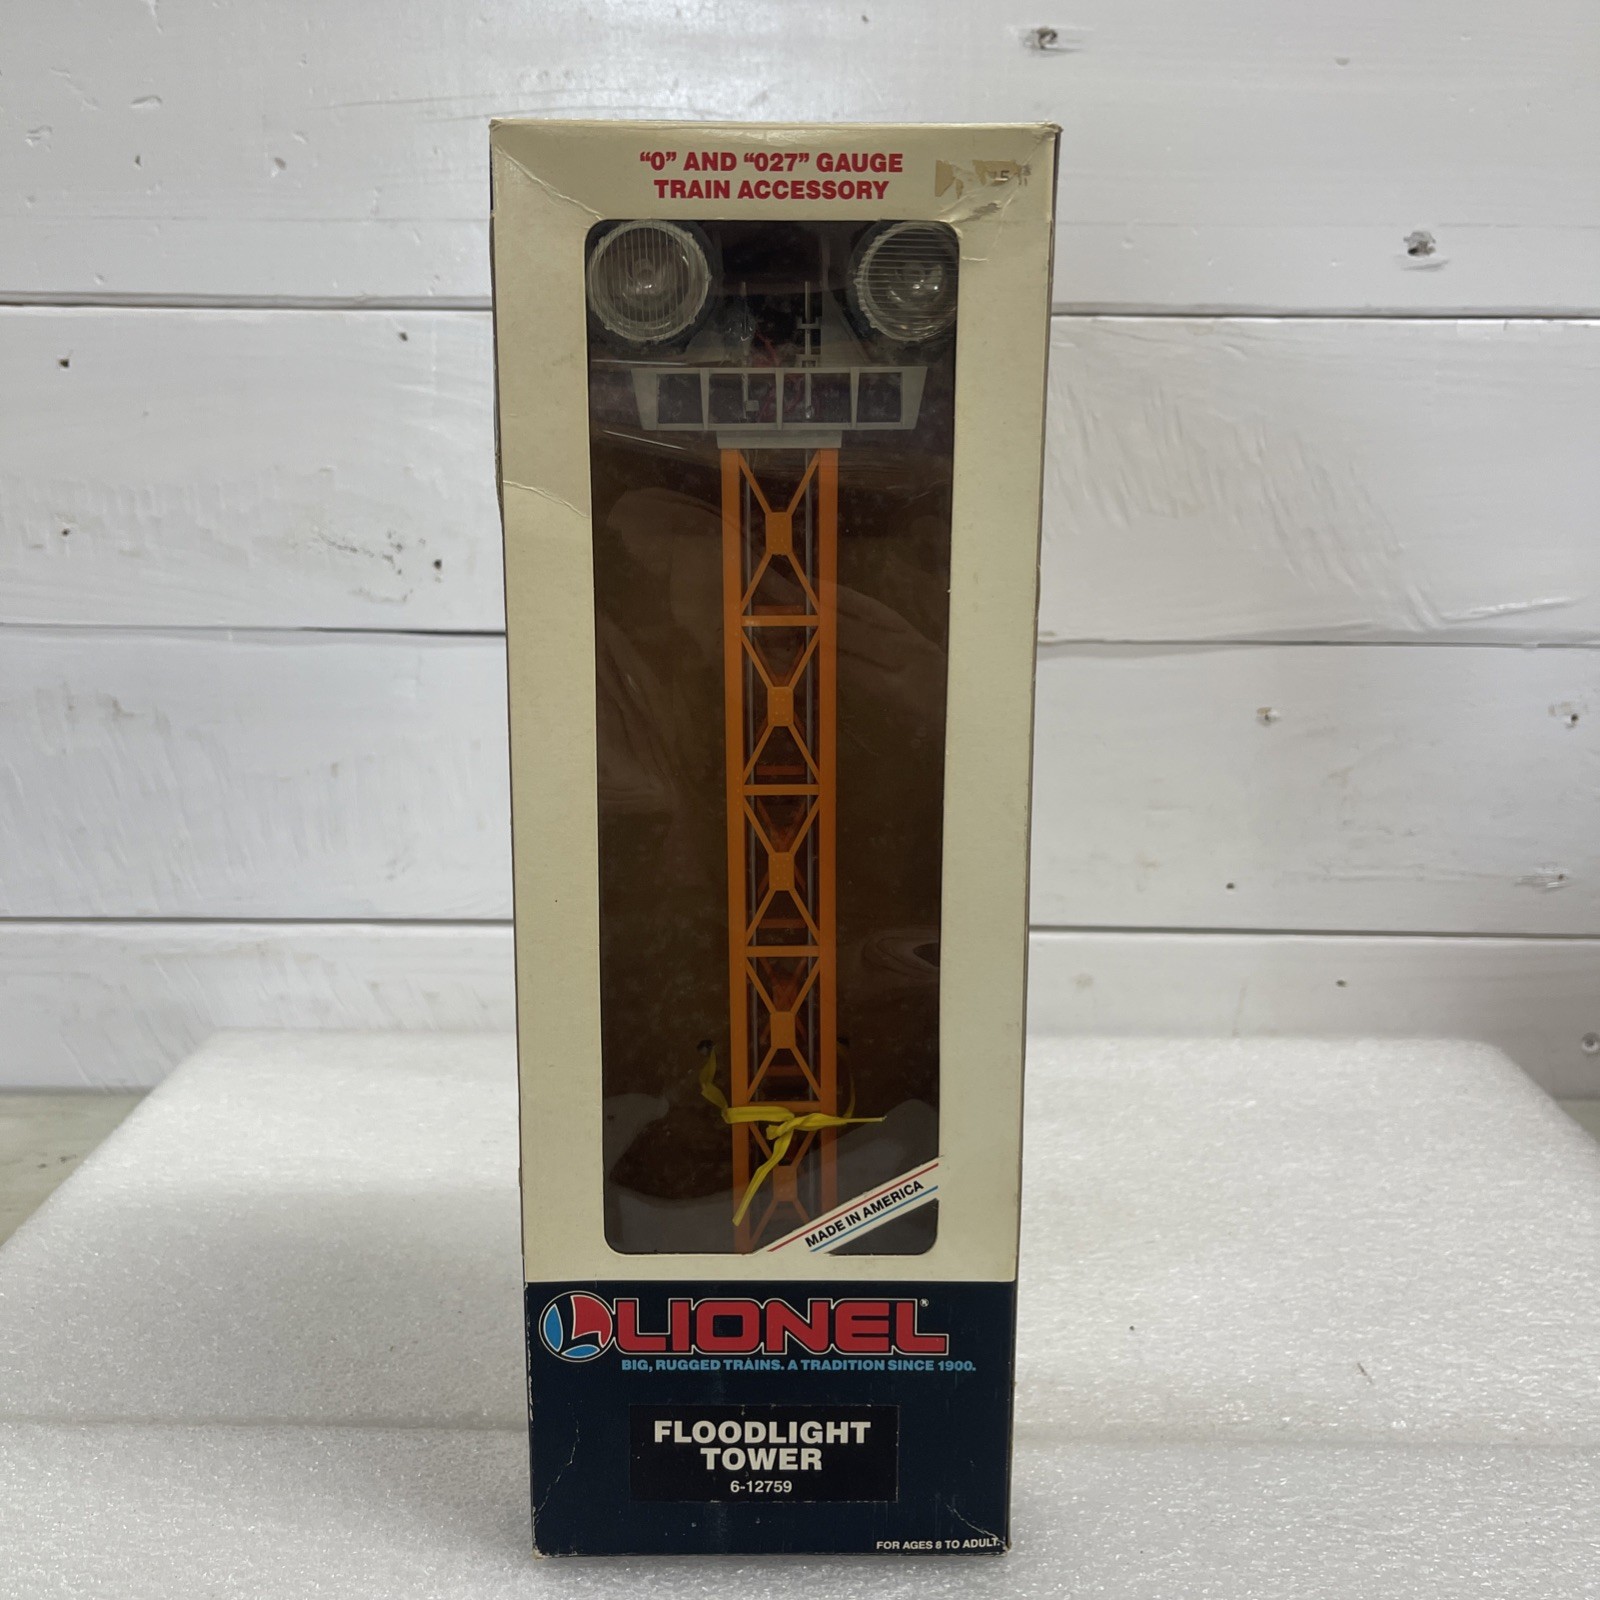 "O" AND "027" GAUGE
TRAIN ACCESSORY
MADE IN AMERICA
LIONEL®
BIG, RUGGED TRAINS. A TRADITION SINCE 1900.
FLOODLIGHT
TOWER
6-12759
FOR AGES 8 TO ADULT.